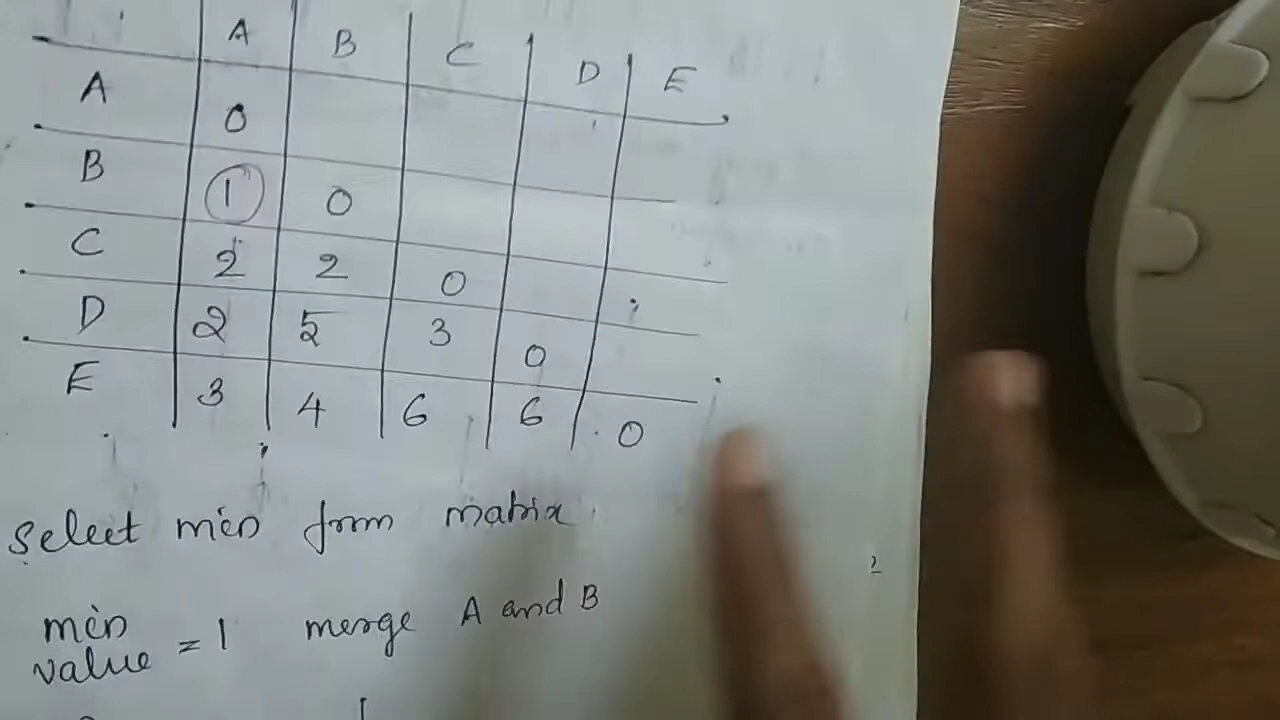 A B C D E
A 0
B 1 0
C 2 2 0
D 2 5 3 0
E 3 4 6 6 0
Select min from matrix
min value = 1 merge A and B